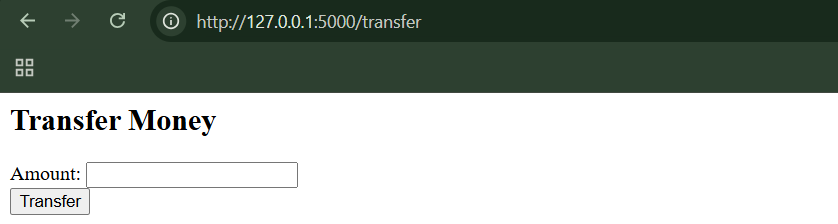 http://127.0.0.1:5000/transfer
Transfer Money
Amount:
Transfer